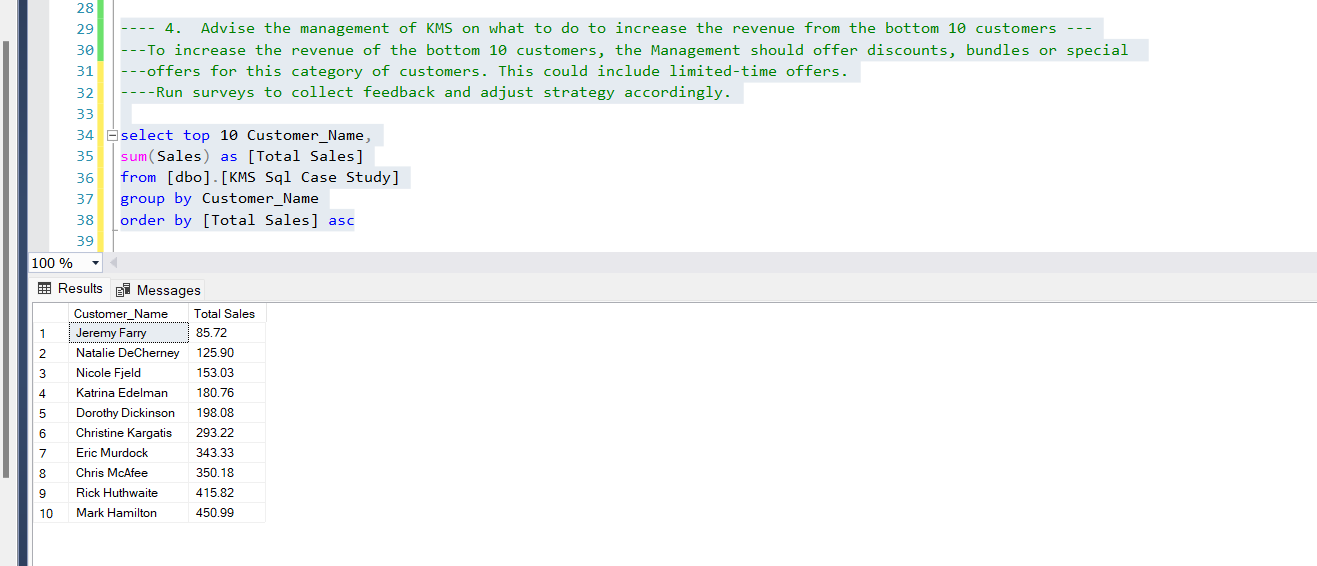 28
29 ---- 4.  Advise the management of KMS on what to do to increase the revenue from the bottom 10 customers ---
30 ---To increase the revenue of the bottom 10 customers, the Management should offer discounts, bundles or special
31 ---offers for this category of customers. This could include limited-time offers.
32 ----Run surveys to collect feedback and adjust strategy accordingly.
33
34 select top 10 Customer_Name,
35 sum(Sales) as [Total Sales]
36 from [dbo].[KMS Sql Case Study]
37 group by Customer_Name
38 order by [Total Sales] asc
39
100 %
Results Messages
Customer_Name Total Sales
1 Jeremy Farry 85.72
2 Natalie DeCherney 125.90
3 Nicole Fjeld 153.03
4 Katrina Edelman 180.76
5 Dorothy Dickinson 198.08
6 Christine Kargatis 293.22
7 Eric Murdock 343.33
8 Chris McAfee 350.18
9 Rick Huthwaite 415.82
10 Mark Hamilton 450.99